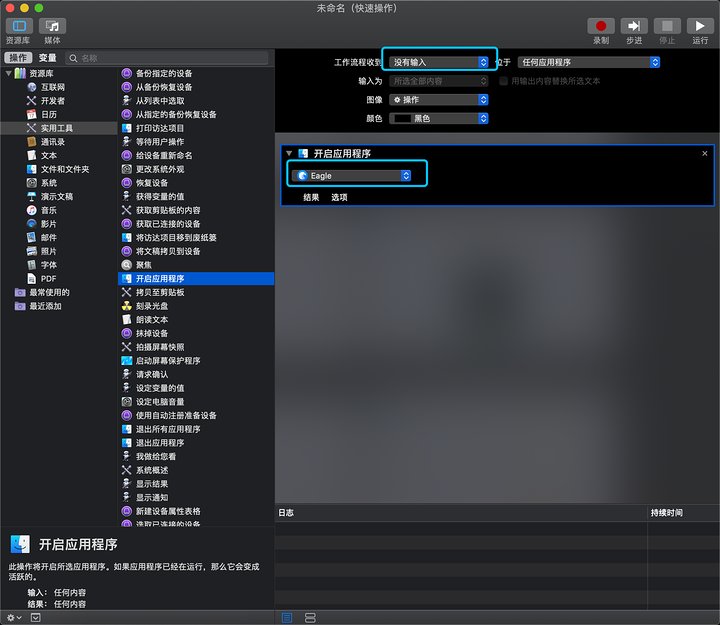 未命名（快速操作）
资源库 媒体 录制 步进 停止 运行
操作 变量 名称
工作流程收到 没有输入 位于 任何应用程序
输入为 所选全部内容 用输出内容替换所选文本
图像 操作
颜色 黑色
资源库
互联网
开发者
日历
实用工具
通讯录
文本
文件和文件夹
系统
演示文稿
音乐
影片
邮件
照片
字体
PDF
最常使用的
最近添加
备份指定的设备
从备份恢复设备
从列表中选取
从指定的备份恢复设备
打印访达项目
等待用户操作
给设备重新命名
更改系统外观
恢复设备
获得变量的值
获取剪贴板的内容
获取已连接的设备
将访达项目移到废纸篓
将文稿拷贝到设备
聚焦
开启应用程序
拷贝至剪贴板
刻录光盘
朗读文本
抹掉设备
拍摄屏幕快照
启动屏幕保护程序
请求确认
设定变量的值
设定电脑音量
使用自动注册准备设备
退出所有应用程序
退出应用程序
我做给您看
系统概述
显示结果
显示通知
新建设备属性表格
选取已连接的设备
开启应用程序
Eagle
结果 选项
日志 持续时间
开启应用程序
此操作将开启所选应用程序。如果应用程序已经在运行，那么它会变成
活跃的。
输入： 任何内容
结果： 任何内容